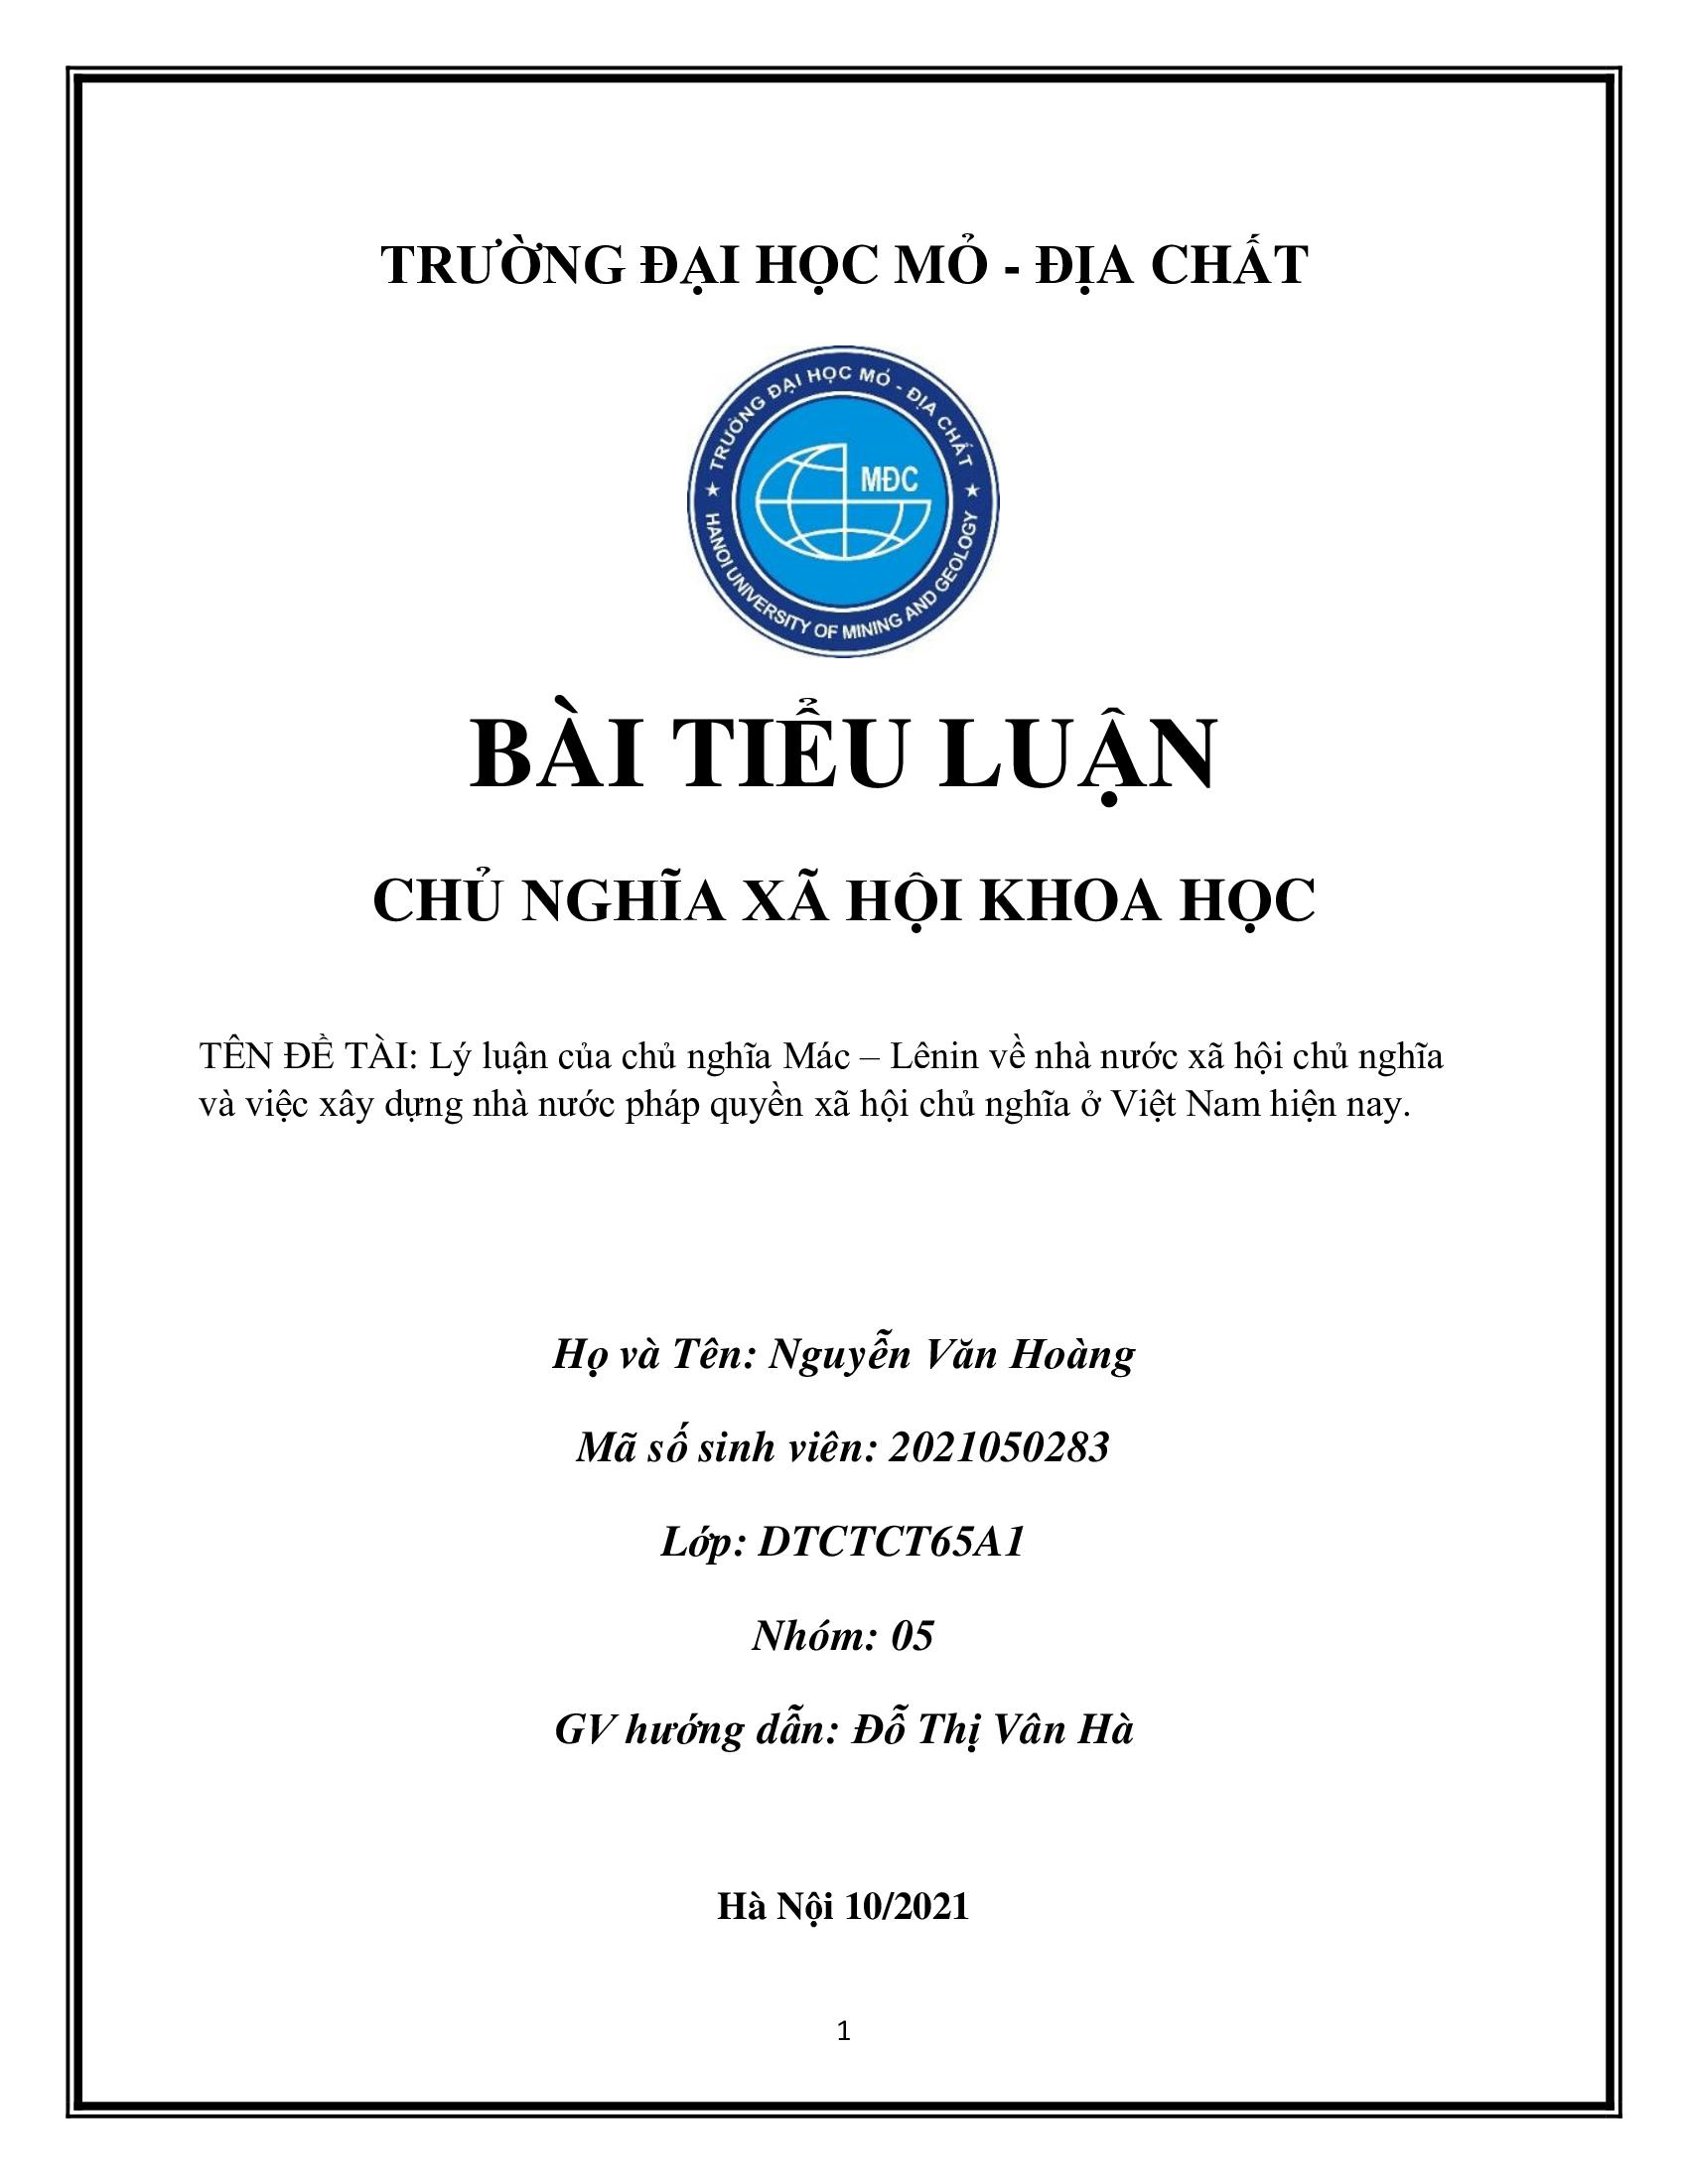 TRƯỜNG ĐẠI HỌC MỎ - ĐỊA CHẤT
TRƯỜNG ĐẠI HỌC MỎ - ĐỊA CHẤT
MĐC
HANOI UNIVERSITY OF MINING AND GEOLOGY
BÀI TIỂU LUẬN
CHỦ NGHĨA XÃ HỘI KHOA HỌC
TÊN ĐỀ TÀI: Lý luận của chủ nghĩa Mác – Lênin về nhà nước xã hội chủ nghĩa
và việc xây dựng nhà nước pháp quyền xã hội chủ nghĩa ở Việt Nam hiện nay.
Họ và Tên: Nguyễn Văn Hoàng
Mã số sinh viên: 2021050283
Lớp: DTCTCT65A1
Nhóm: 05
GV hướng dẫn: Đỗ Thị Vân Hà
Hà Nội 10/2021
1